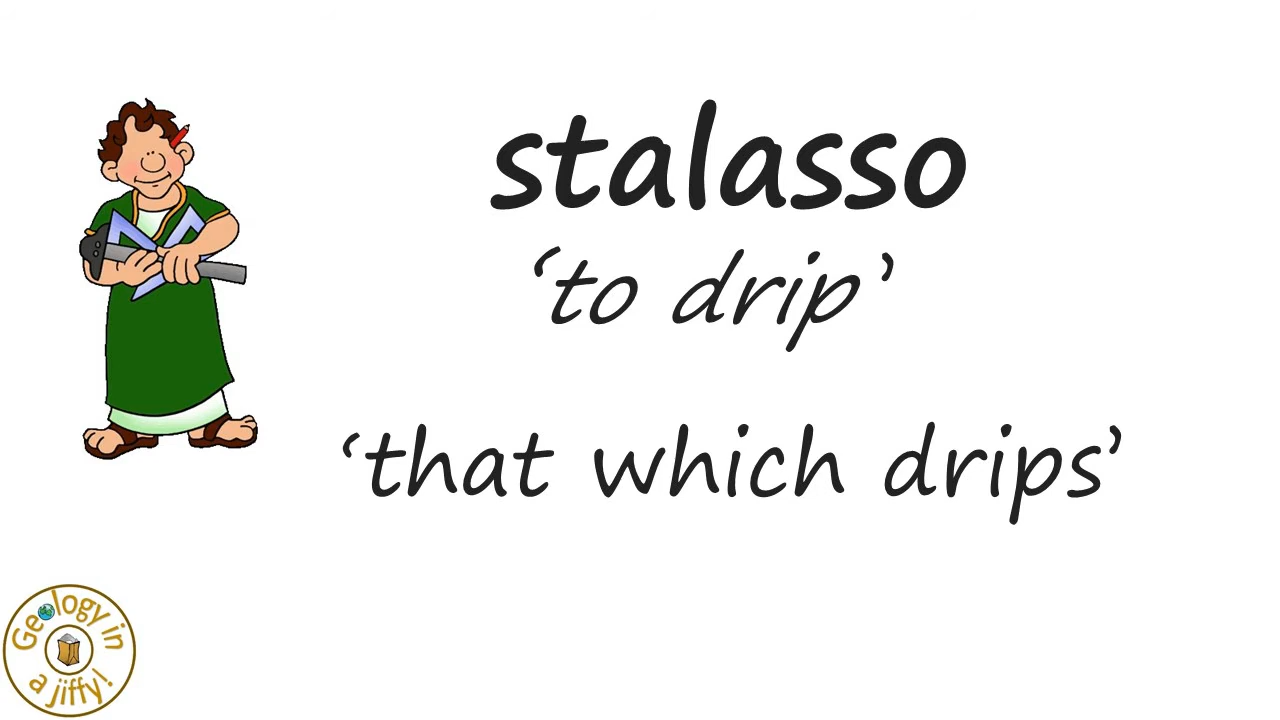 stalasso
‘to drip’
‘that which drips’
Geology in
a jiffy!